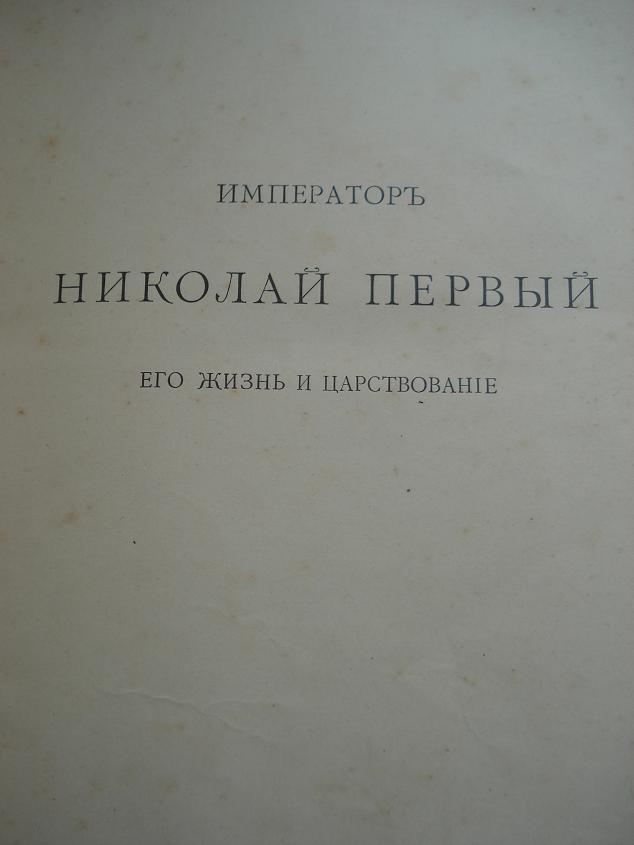 ИМПЕРАТОРЪ
НИКОЛАЙ ПЕРВЫЙ
ЕГО ЖИЗНЬ И ЦАРСТВОВАНІЕ